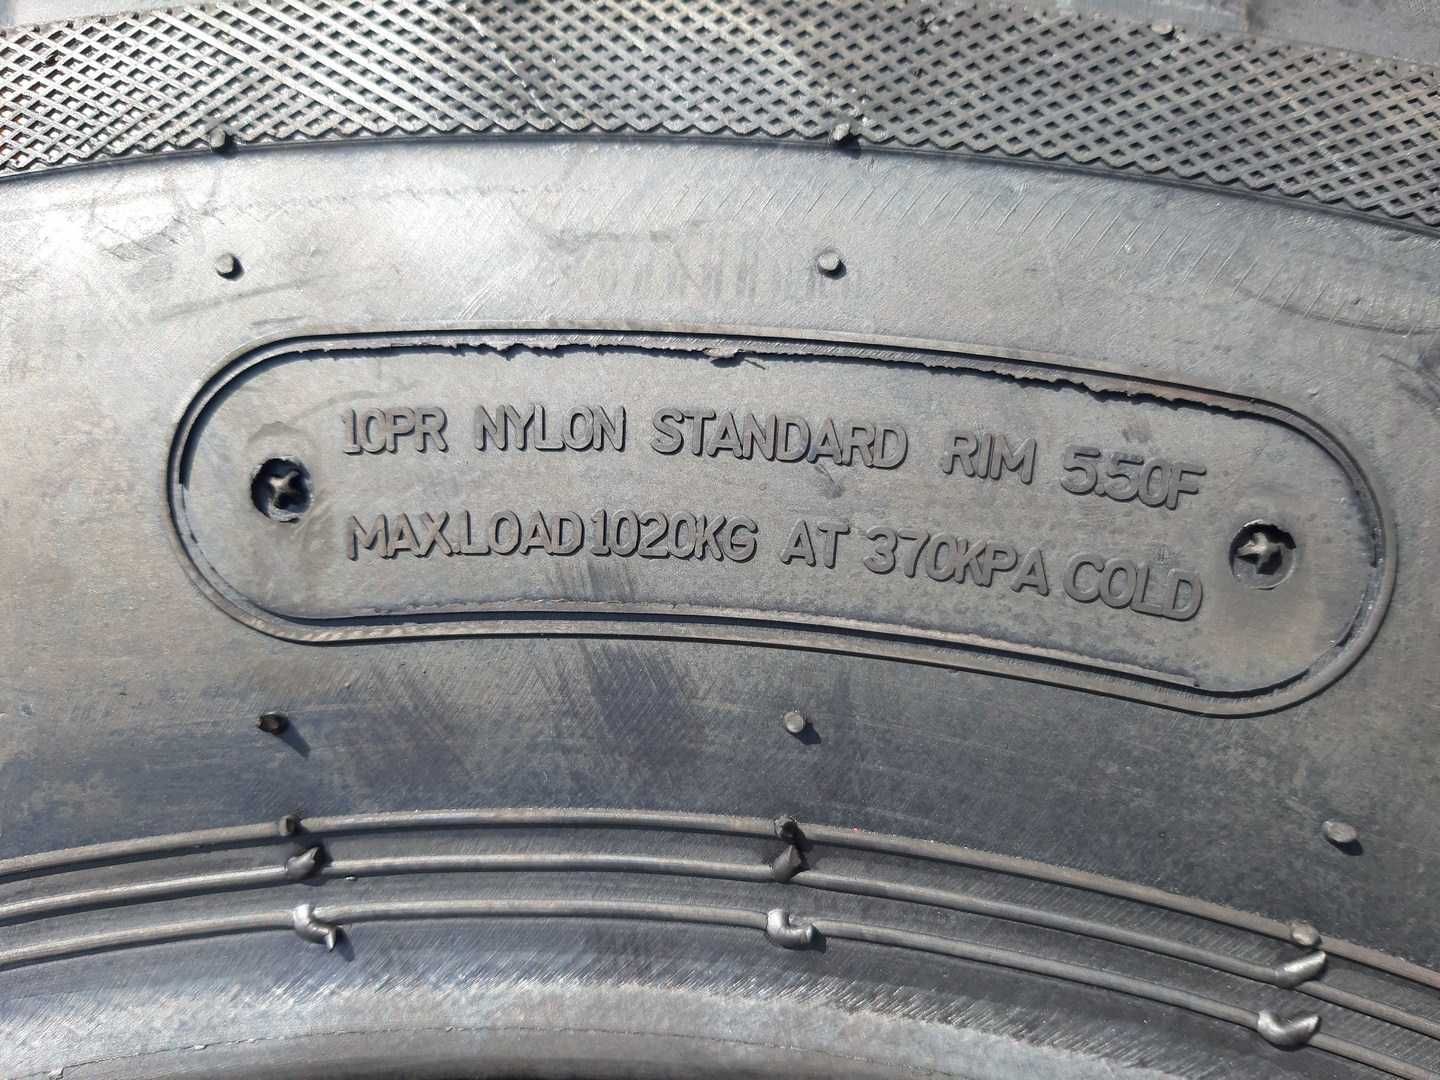 10PR NYLON STANDARD RIM 5.50F
MAX.LOAD 1020KG AT 370KPA COLD